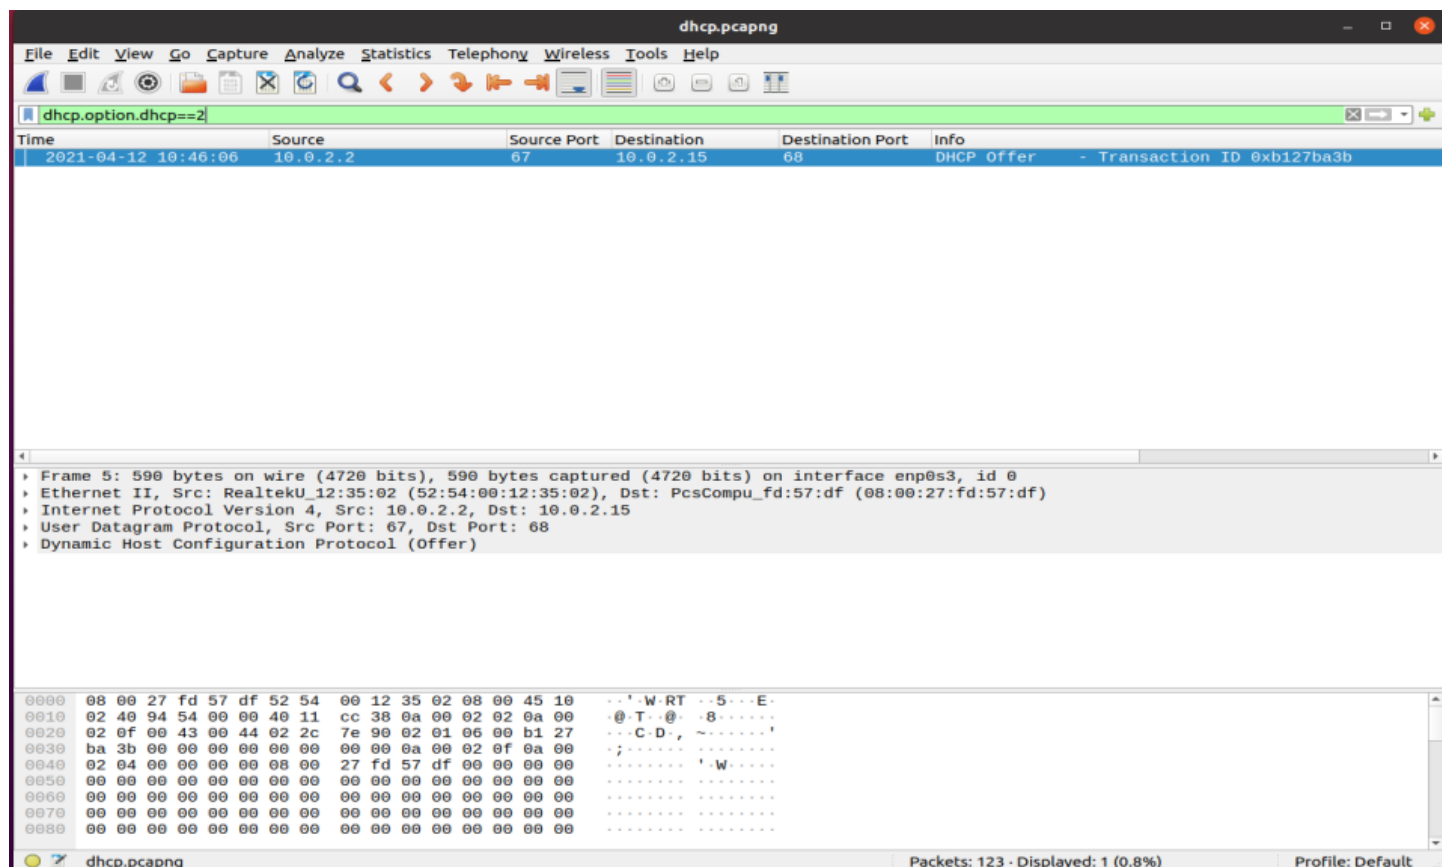 dhcp.pcapng
File Edit View Go Capture Analyze Statistics Telephony Wireless Tools Help
dhcp.option.dhcp==2
Time Source Source Port Destination Destination Port Info
2021-04-12 10:46:06 10.0.2.2 67 10.0.2.15 68 DHCP Offer - Transaction ID 0xb127ba3b
Frame 5: 590 bytes on wire (4720 bits), 590 bytes captured (4720 bits) on interface enp0s3, id 0
Ethernet II, Src: RealtekU_12:35:02 (52:54:00:12:35:02), Dst: PcsCompu_fd:57:df (08:00:27:fd:57:df)
Internet Protocol Version 4, Src: 10.0.2.2, Dst: 10.0.2.15
User Datagram Protocol, Src Port: 67, Dst Port: 68
Dynamic Host Configuration Protocol (Offer)
0000 08 00 27 fd 57 df 52 54 00 12 35 02 08 00 45 10 ··'·W·RT ··5···E·
0010 02 40 94 54 00 00 40 11 cc 38 0a 00 02 02 0a 00 ·@·T··@· ·8······
0020 02 0f 00 43 00 44 02 2c 7e 90 02 01 06 00 b1 27 ···C·D·, ~······'
0030 ba 3b 00 00 00 00 00 00 00 00 0a 00 02 0f 0a 00 ·;······ ········
0040 02 04 00 00 00 00 08 00 27 fd 57 df 00 00 00 00 ········ '·W·····
0050 00 00 00 00 00 00 00 00 00 00 00 00 00 00 00 00 ········ ········
0060 00 00 00 00 00 00 00 00 00 00 00 00 00 00 00 00 ········ ········
0070 00 00 00 00 00 00 00 00 00 00 00 00 00 00 00 00 ········ ········
0080 00 00 00 00 00 00 00 00 00 00 00 00 00 00 00 00 ········ ········
dhcp.pcapng Packets: 123 · Displayed: 1 (0.8%) Profile: Default